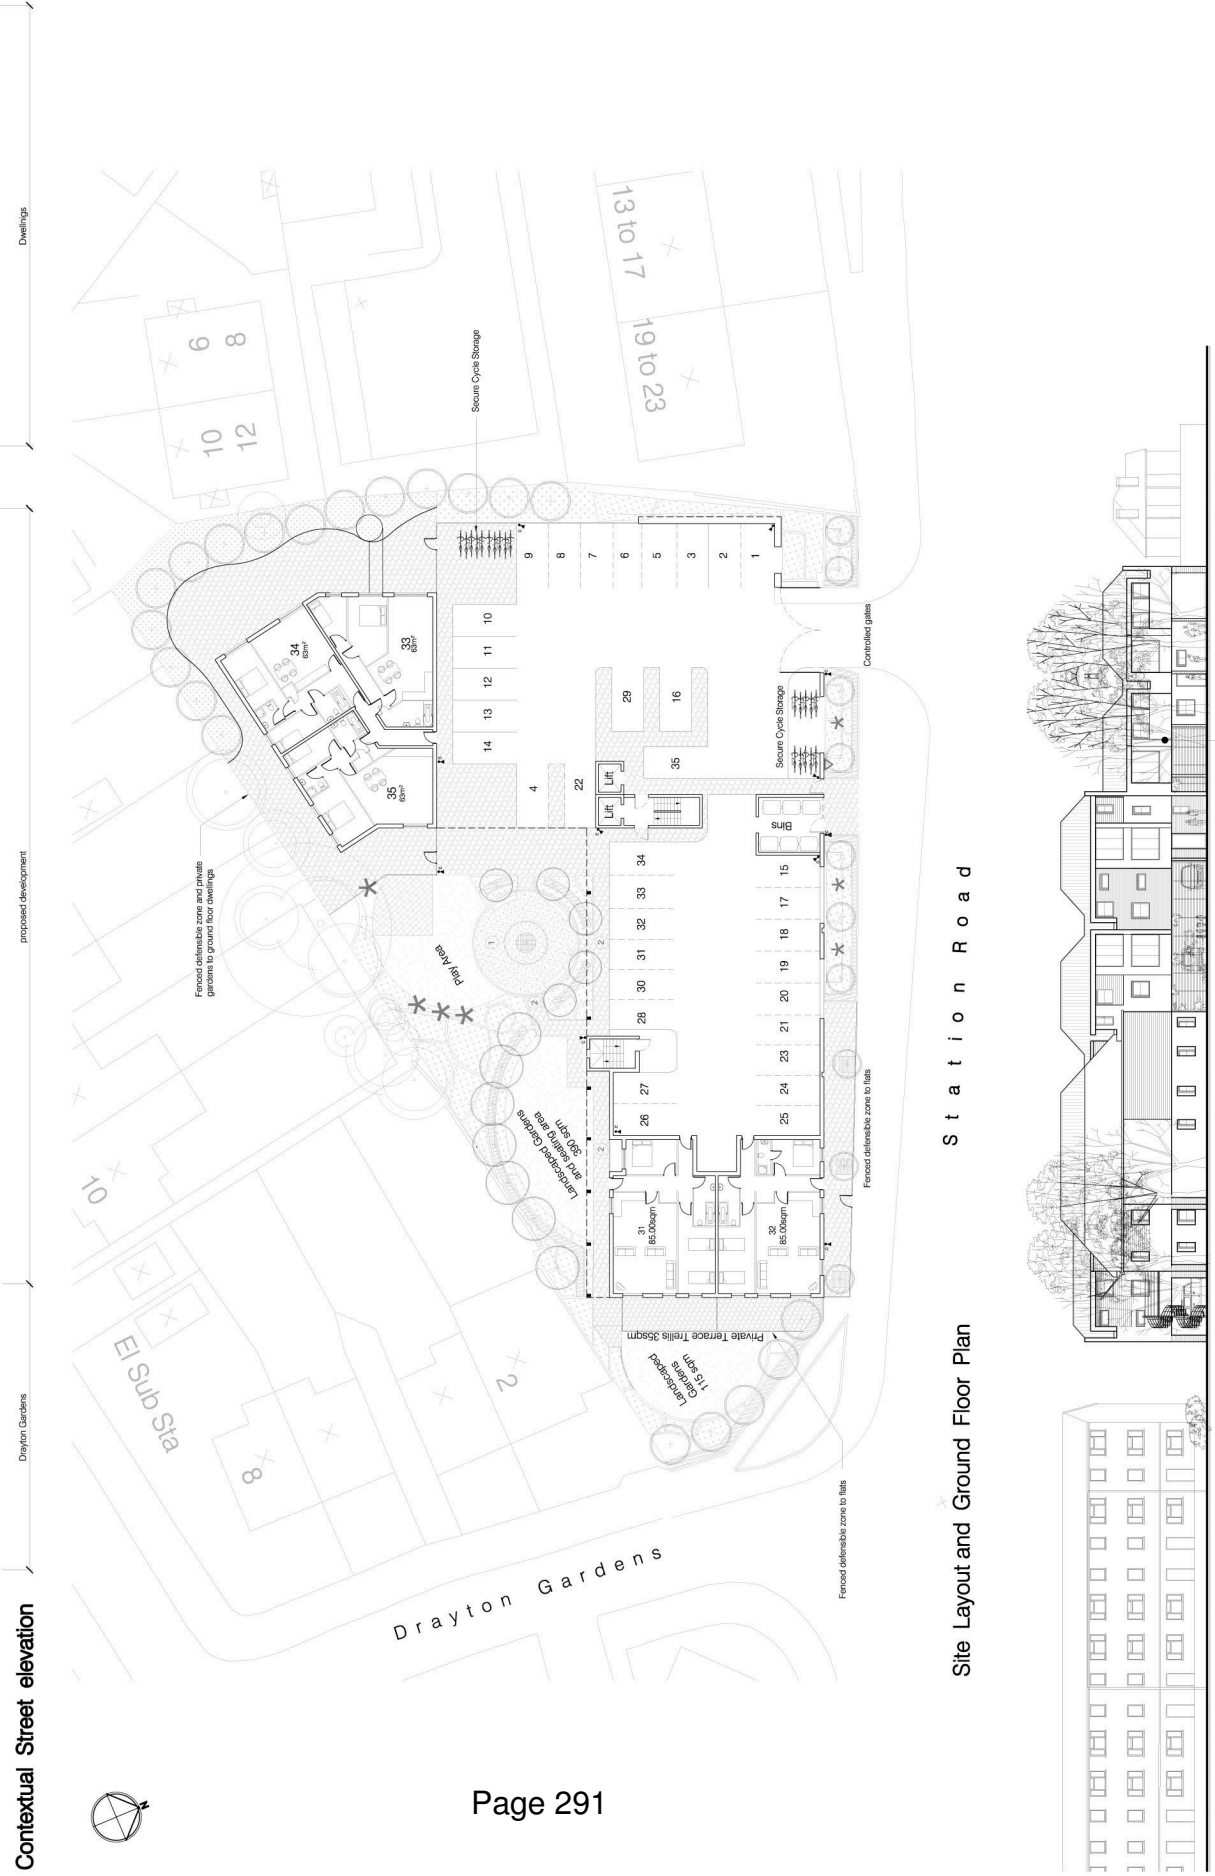 Contextual Street elevation
Drayton Gardens
proposed development
Dwellnigs
El Sub Sta
8
2
10
10
12
6
8
13 to 17
19 to 23
Fenced defensible zone and private
gardens to ground floor dwellings
Secure Cycle Storage
34
63m²
33
63m²
35
63m²
Play Area
1
2
2
2
Landscaped Gardens
and seating area
390 sqm
14
13
12
11
10
9
8
7
6
5
3
2
1
4
22
29
16
35
Lift
Lift
Secure Cycle Storage
Bins
Controlled gates
26
27
28
30
31
32
33
34
25
24
23
21
20
19
18
17
15
31
85.00sqm
32
85.00sqm
Private Terrace Trellis 35sqm
Landscaped
Gardens
115 sqm
Fenced defensible zone to flats
Fenced defensible zone to flats
Drayton Gardens
Station Road
Site Layout and Ground Floor Plan
N
Page 291